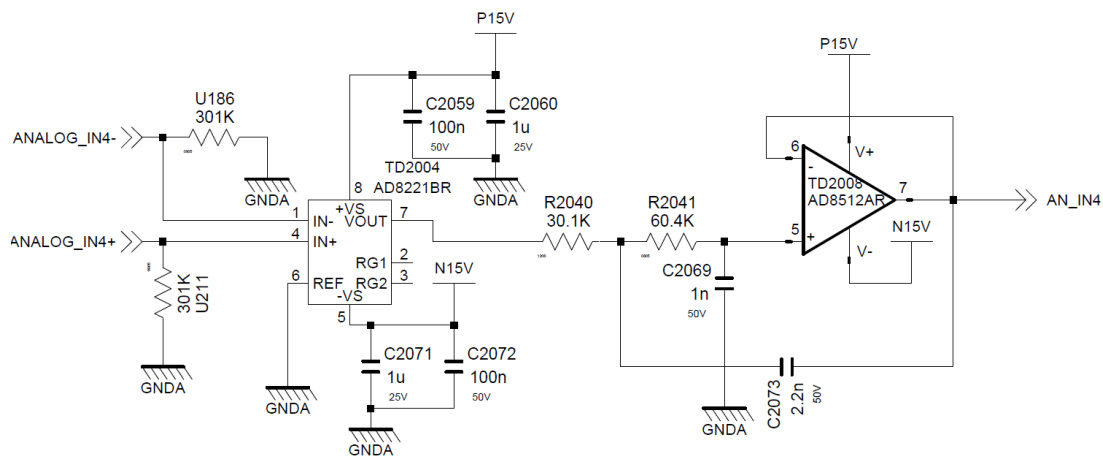 P15V
P15V
U186
301K
C2059
100n
50V
C2060
1u
25V
ANALOG_IN4-
GNDA
TD2004
AD8221BR
GNDA
6
-
V+
TD2008
AD8512AR
7
AN_IN4
8
+VS
1
IN-
VOUT
7
R2040
30.1K
R2041
60.4K
5
+
V-
N15V
ANALOG_IN4+
4
IN+
RG1
2
RG2
3
6
REF
-VS
5
N15V
301K
U211
C2069
1n
50V
C2071
1u
25V
C2072
100n
50V
C2073
2.2n
50V
GNDA
GNDA
GNDA
GNDA